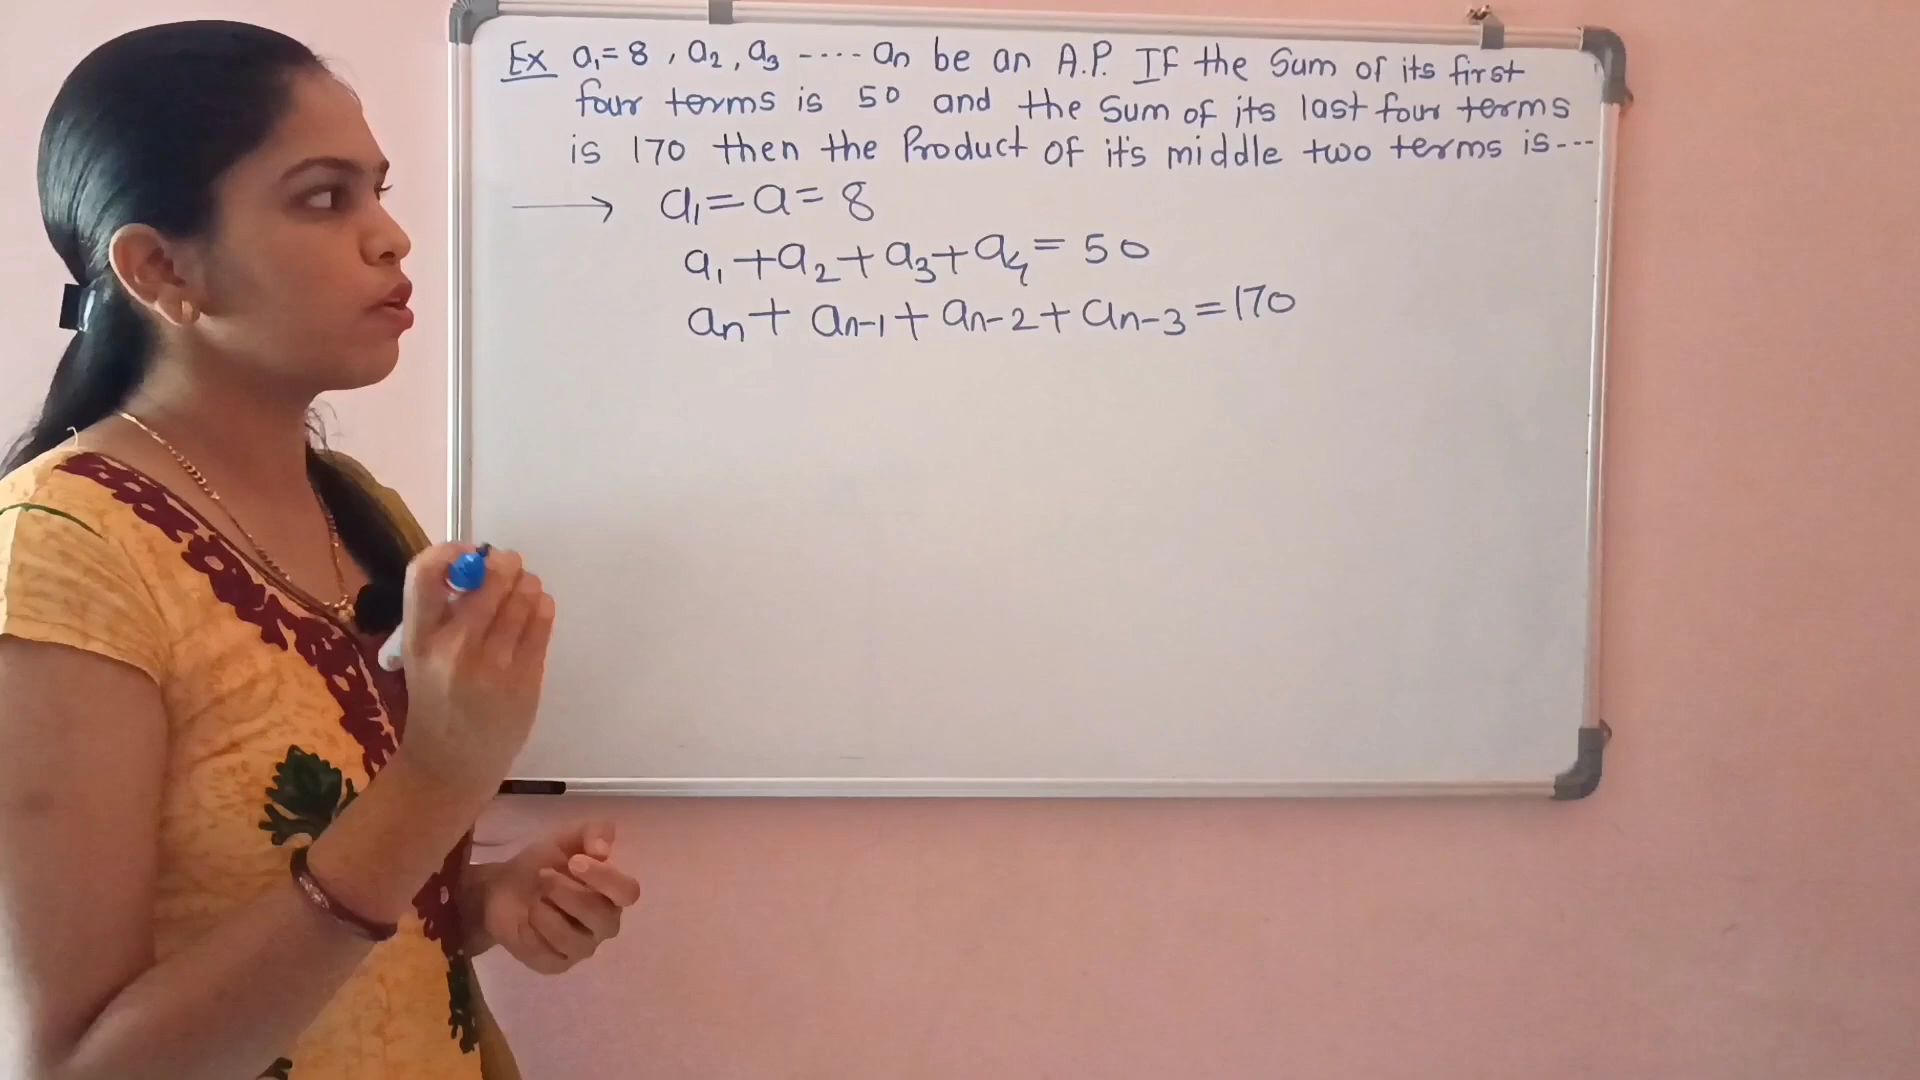 Ex a₁=8, a₂, a₃ ---- an be an A.P. If the Sum of its first
four terms is 50 and the Sum of its last four terms
is 170 then the Product of it's middle two terms is---
→ a₁=a=8
a₁+a₂+a₃+a₄=50
an+an-1+an-2+an-3=170